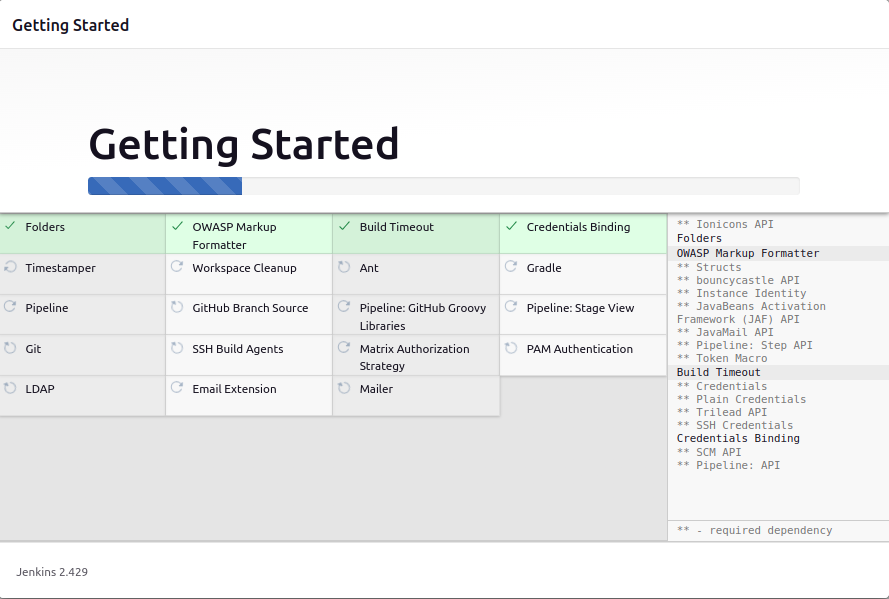 Getting Started
Getting Started
Folders
OWASP Markup
Formatter
Build Timeout
Credentials Binding
Timestamper
Workspace Cleanup
Ant
Gradle
Pipeline
GitHub Branch Source
Pipeline: GitHub Groovy
Libraries
Pipeline: Stage View
Git
SSH Build Agents
Matrix Authorization
Strategy
PAM Authentication
LDAP
Email Extension
Mailer
** Ionicons API
Folders
OWASP Markup Formatter
** Structs
** bouncycastle API
** Instance Identity
** JavaBeans Activation
Framework (JAF) API
** JavaMail API
** Pipeline: Step API
** Token Macro
Build Timeout
** Credentials
** Plain Credentials
** Trilead API
** SSH Credentials
Credentials Binding
** SCM API
** Pipeline: API
** - required dependency
Jenkins 2.429